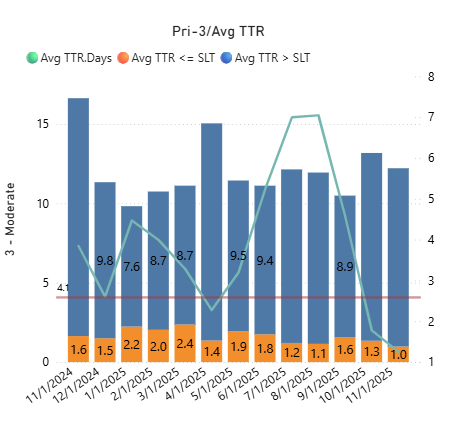 Pri-3/Avg TTR
Avg TTR.Days Avg TTR <= SLT Avg TTR > SLT
8
7
6
5
4
3
2
1
15
10
5
0
3 - Moderate
4.1
9.8 7.6 8.7 8.7 9.5 9.4 8.9
1.6 1.5 2.2 2.0 2.4 1.4 1.9 1.8 1.2 1.1 1.6 1.3 1.0
11/1/2024 12/1/2024 1/1/2025 2/1/2025 3/1/2025 4/1/2025 5/1/2025 6/1/2025 7/1/2025 8/1/2025 9/1/2025 10/1/2025 11/1/2025